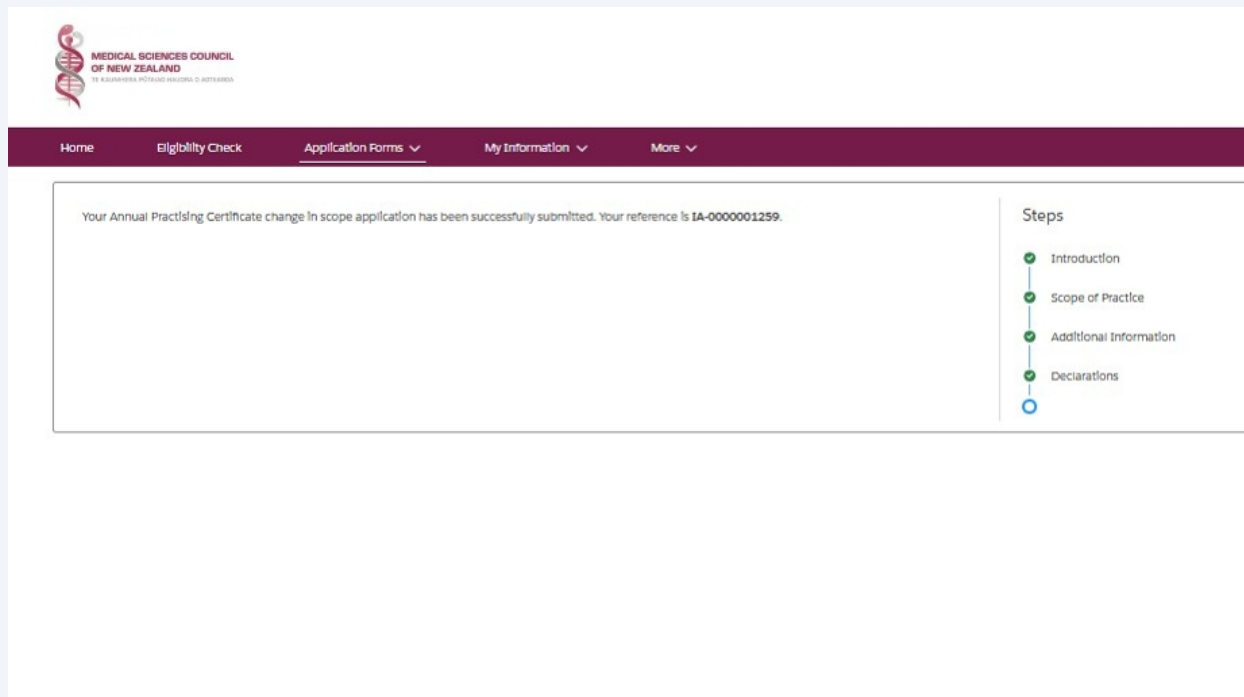 MEDICAL SCIENCES COUNCIL
OF NEW ZEALAND
Home Eligibility Check Application Forms My Information More
Your Annual Practising Certificate change in scope application has been successfully submitted. Your reference is IA-0000001259.
Steps
Introduction
Scope of Practice
Additional Information
Declarations